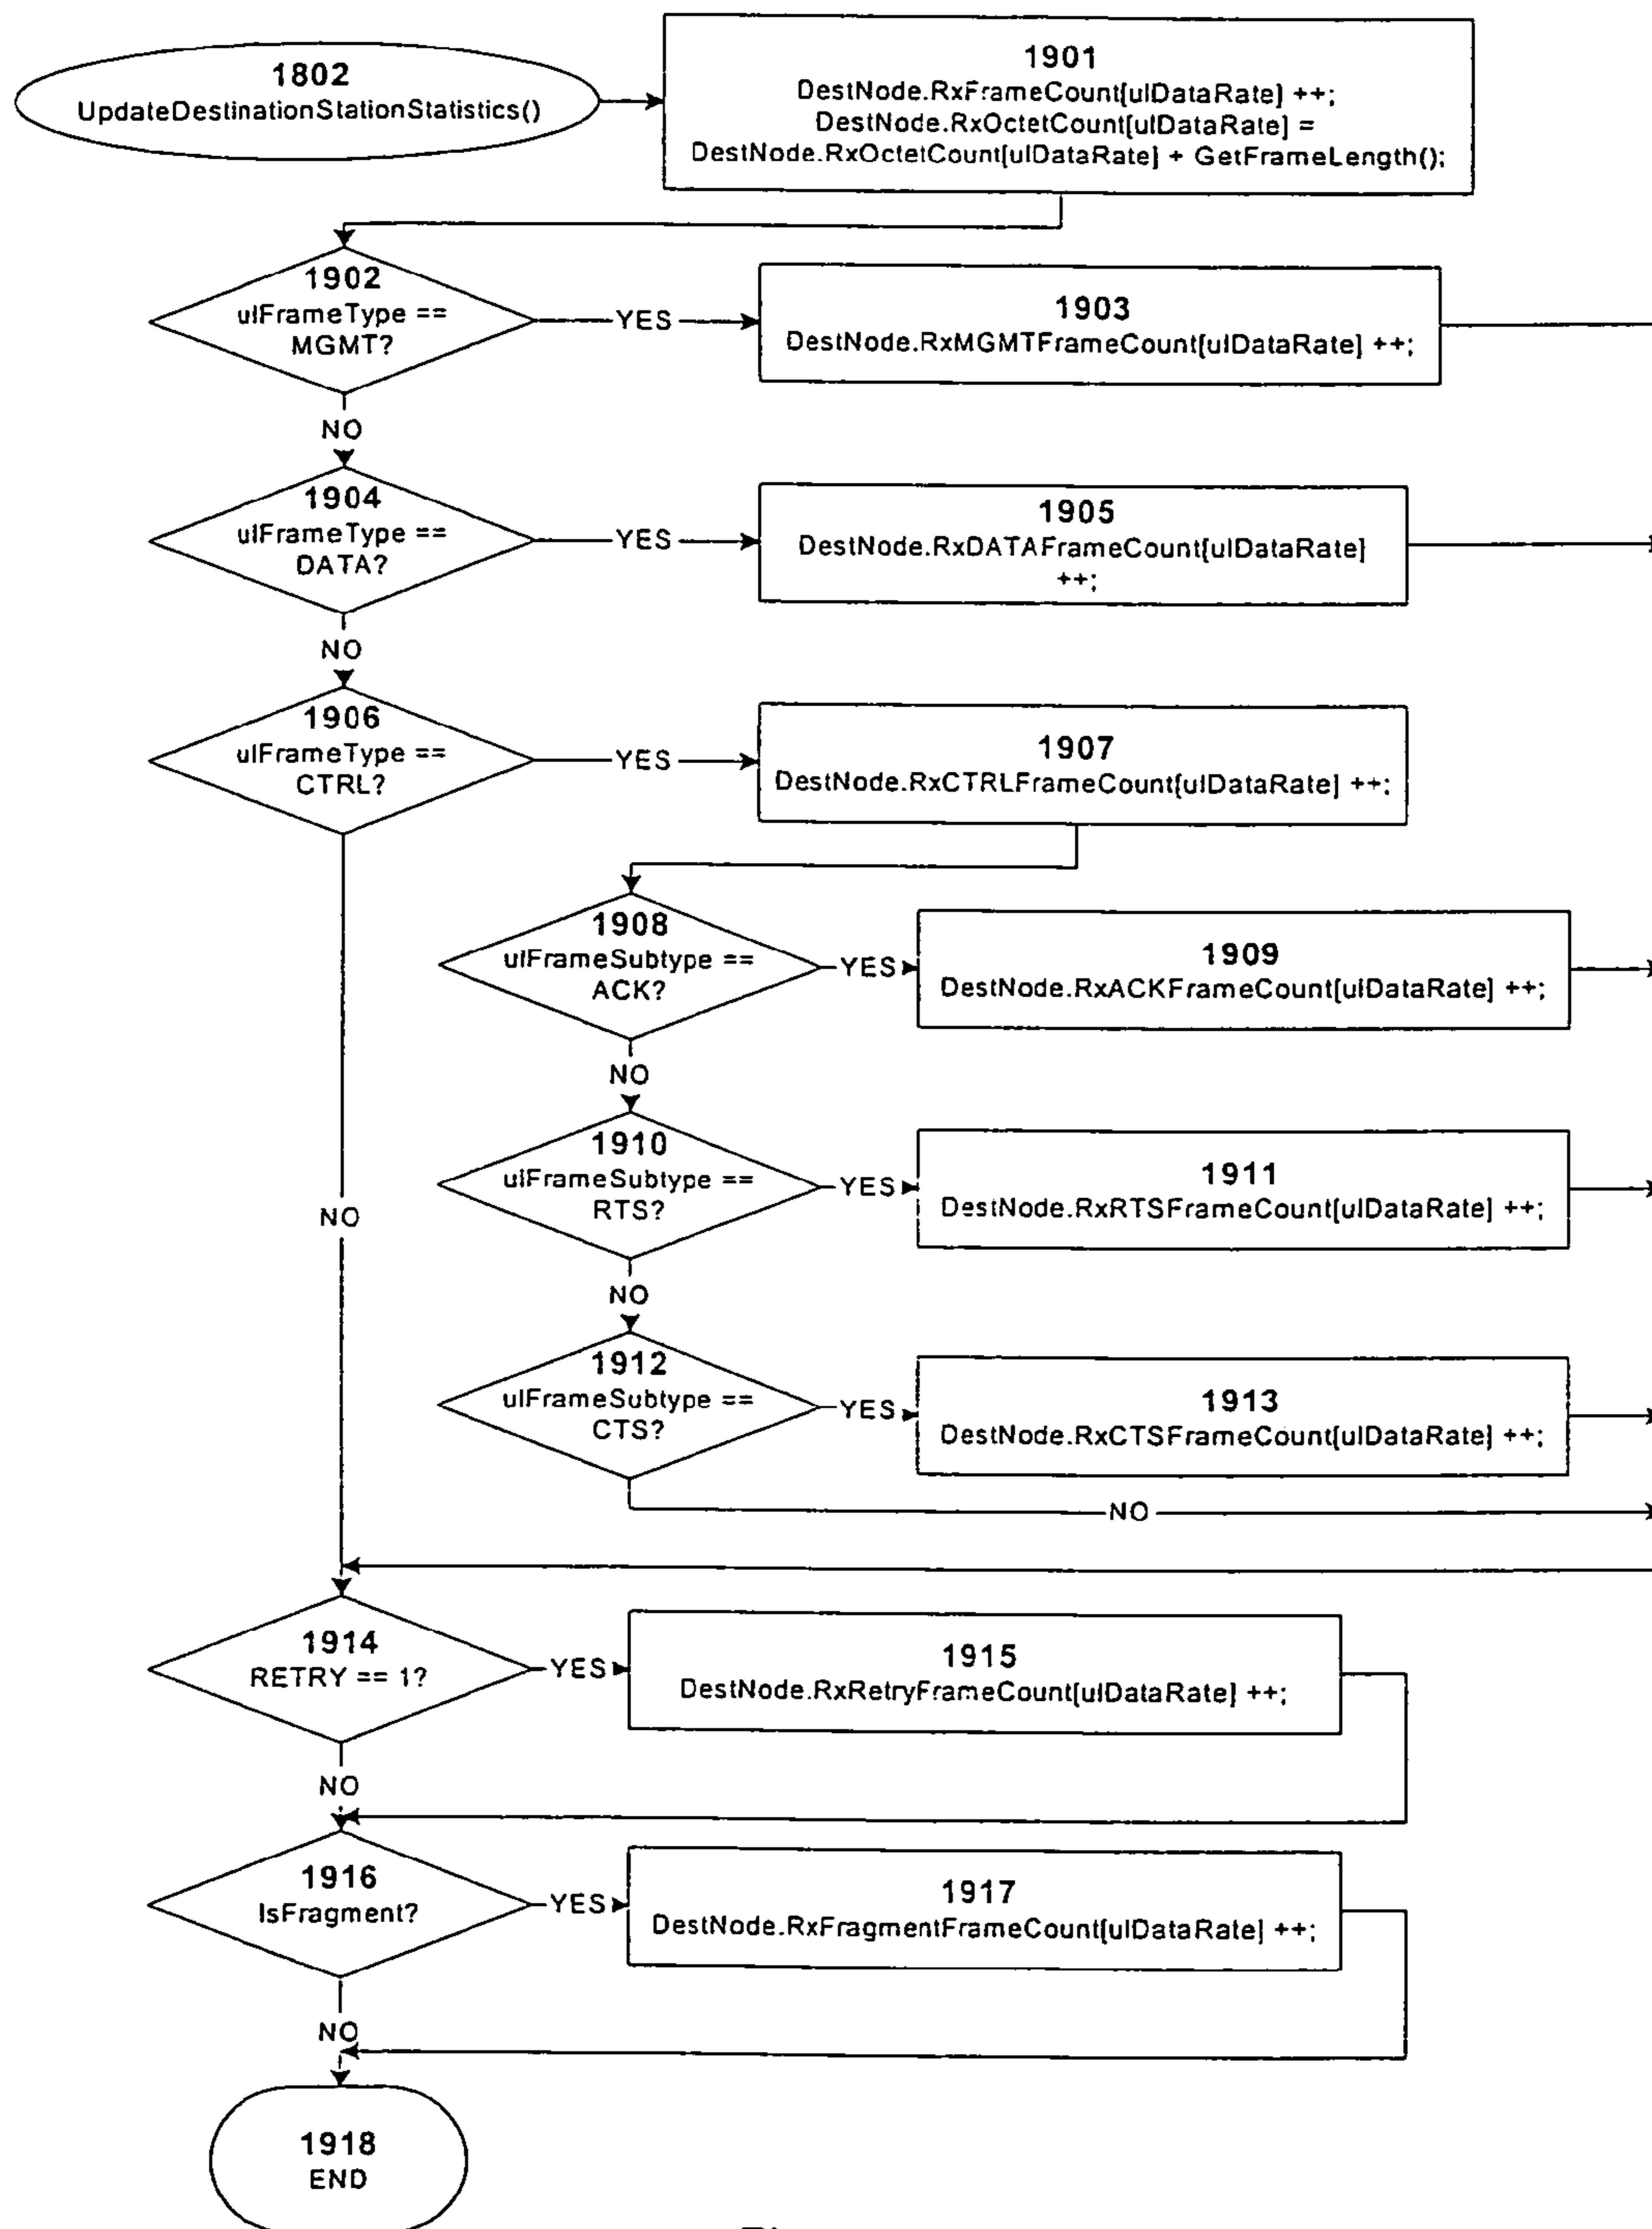 1802
UpdateDestinationStationStatistics()
1901
DestNode.RxFrameCount[ulDataRate] ++;
DestNode.RxOctetCount[ulDataRate] =
DestNode.RxOctetCount[ulDataRate] + GetFrameLength();
1902
ulFrameType ==
MGMT?
YES
1903
DestNode.RxMGMTFrameCount[ulDataRate] ++;
NO
1904
ulFrameType ==
DATA?
YES
1905
DestNode.RxDATAFrameCount[ulDataRate]
++;
NO
1906
ulFrameType ==
CTRL?
YES
1907
DestNode.RxCTRLFrameCount[ulDataRate] ++;
1908
ulFrameSubtype ==
ACK?
YES
1909
DestNode.RxACKFrameCount[ulDataRate] ++;
NO
1910
ulFrameSubtype ==
RTS?
YES
1911
DestNode.RxRTSFrameCount[ulDataRate] ++;
NO
NO
1912
ulFrameSubtype ==
CTS?
YES
1913
DestNode.RxCTSFrameCount[ulDataRate] ++;
NO
1914
RETRY == 1?
YES
1915
DestNode.RxRetryFrameCount[ulDataRate] ++;
NO
1916
IsFragment?
YES
1917
DestNode.RxFragmentFrameCount[ulDataRate] ++;
NO
1918
END